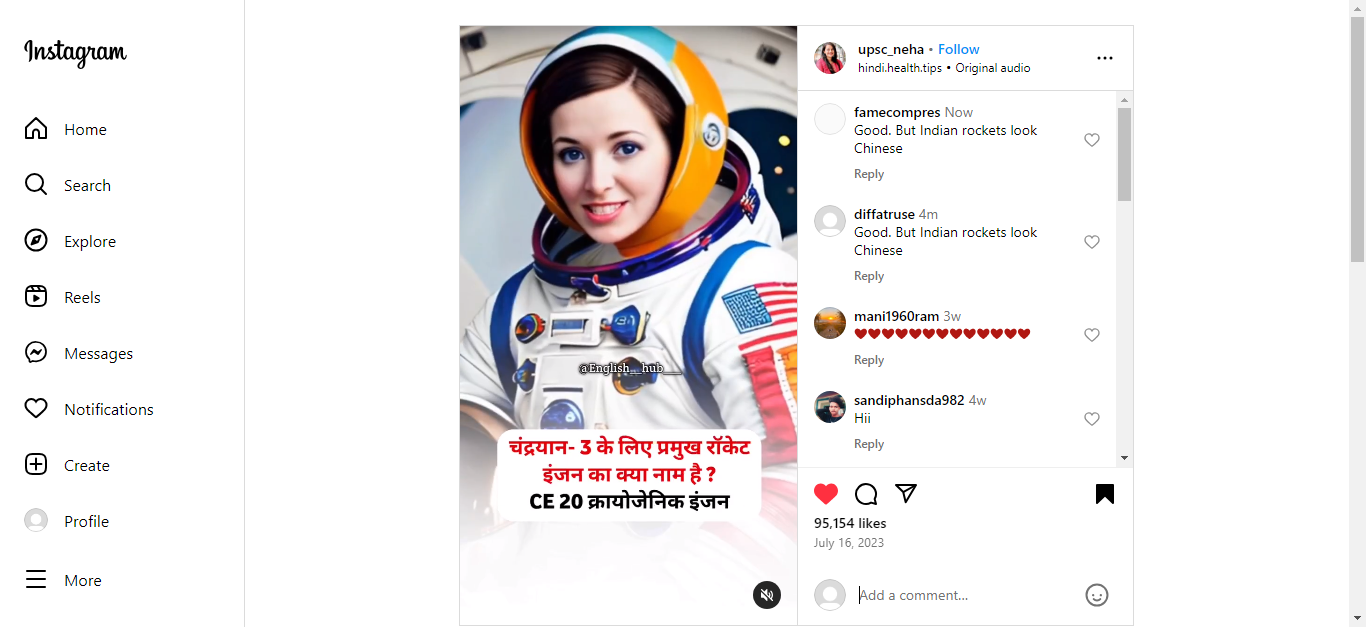 Instagram
Home
Search
Explore
Reels
Messages
Notifications
Create
Profile
More
@English__hub___
चंद्रयान- 3 के लिए प्रमुख रॉकेट
इंजन का क्या नाम है ?
CE 20 क्रायोजेनिक इंजन
upsc_neha • Follow
hindi.health.tips • Original audio
famecompres Now
Good. But Indian rockets look
Chinese
Reply
diffatruse 4m
Good. But Indian rockets look
Chinese
Reply
mani1960ram 3w
❤❤❤❤❤❤❤❤❤❤❤❤❤
Reply
sandiphansda982 4w
Hii
Reply
95,154 likes
July 16, 2023
Add a comment...